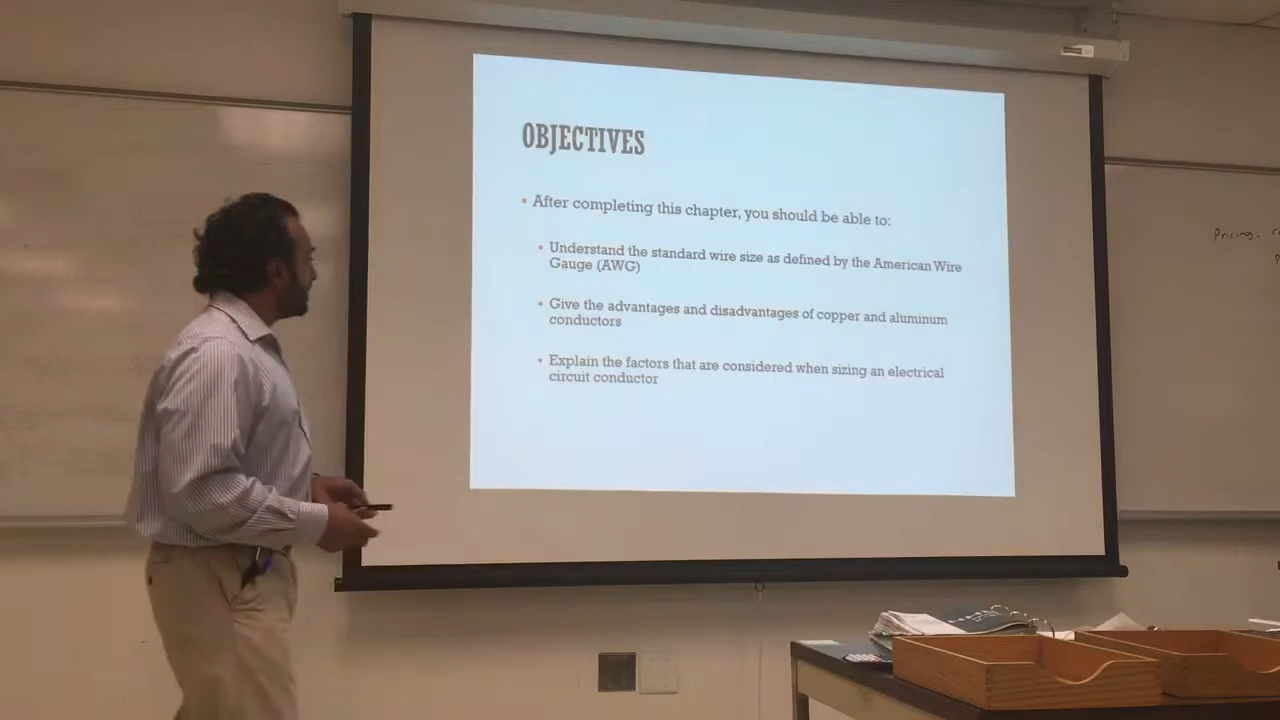 OBJECTIVES
• After completing this chapter, you should be able to:
• Understand the standard wire size as defined by the American Wire
Gauge (AWG)
• Give the advantages and disadvantages of copper and aluminum
conductors
• Explain the factors that are considered when sizing an electrical
circuit conductor
Pricing,